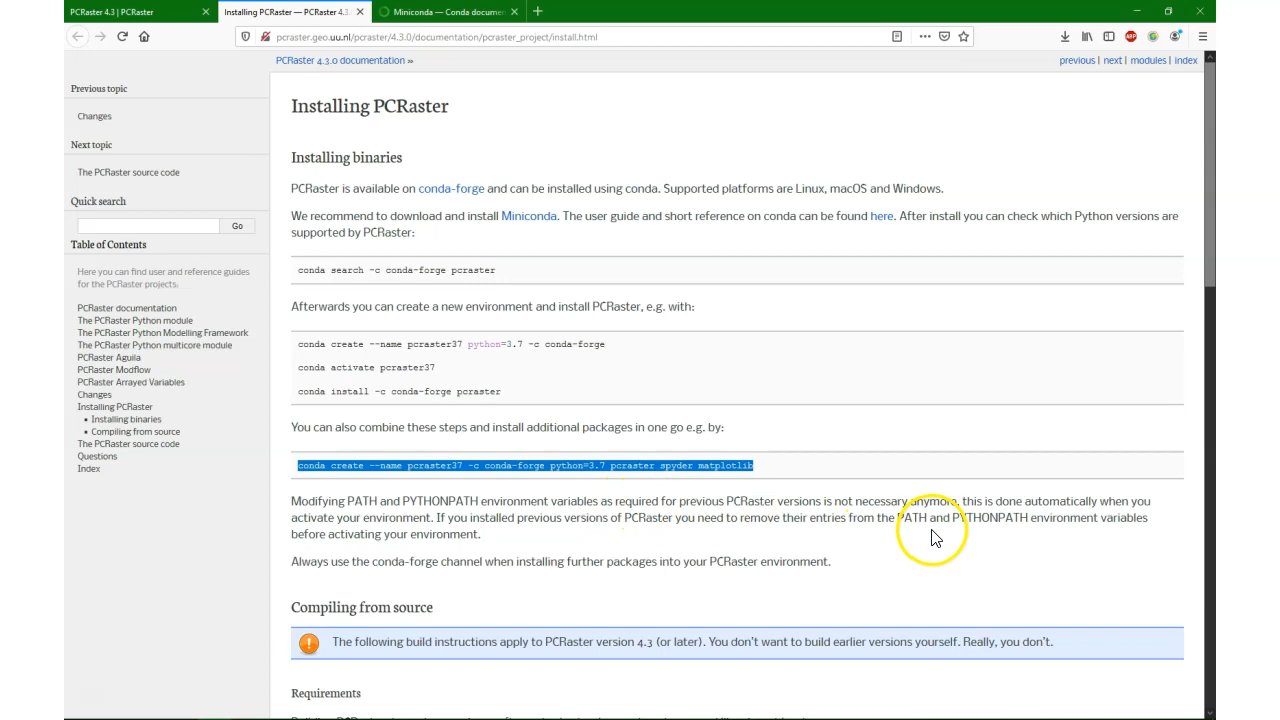 PCRaster 4.3 | PCRaster
Installing PCRaster — PCRaster 4.3.
Miniconda — Conda documen
pcraster.geo.uu.nl/pcraster/4.3.0/documentation/pcraster_project/install.html
PCRaster 4.3.0 documentation »
previous | next | modules | index
Previous topic
Changes
Next topic
The PCRaster source code
Quick search
Go
Table of Contents
Here you can find user and reference guides
for the PCRaster projects.
PCRaster documentation
The PCRaster Python module
The PCRaster Python Modelling Framework
The PCRaster Python multicore module
PCRaster Aguila
PCRaster Modflow
PCRaster Arrayed Variables
Changes
Installing PCRaster
Installing binaries
Compiling from source
The PCRaster source code
Questions
Index
Installing PCRaster
Installing binaries
PCRaster is available on conda-forge and can be installed using conda. Supported platforms are Linux, macOS and Windows.
We recommend to download and install Miniconda. The user guide and short reference on conda can be found here. After install you can check which Python versions are
supported by PCRaster:
conda search -c conda-forge pcraster
Afterwards you can create a new environment and install PCRaster, e.g. with:
conda create --name pcraster37 python=3.7 -c conda-forge
conda activate pcraster37
conda install -c conda-forge pcraster
You can also combine these steps and install additional packages in one go e.g. by:
conda create --name pcraster37 -c conda-forge python=3.7 pcraster spyder matplotlib
Modifying PATH and PYTHONPATH environment variables as required for previous PCRaster versions is not necessary anymore, this is done automatically when you
activate your environment. If you installed previous versions of PCRaster you need to remove their entries from the PATH and PYTHONPATH environment variables
before activating your environment.
Always use the conda-forge channel when installing further packages into your PCRaster environment.
Compiling from source
The following build instructions apply to PCRaster version 4.3 (or later). You don't want to build earlier versions yourself. Really, you don't.
Requirements